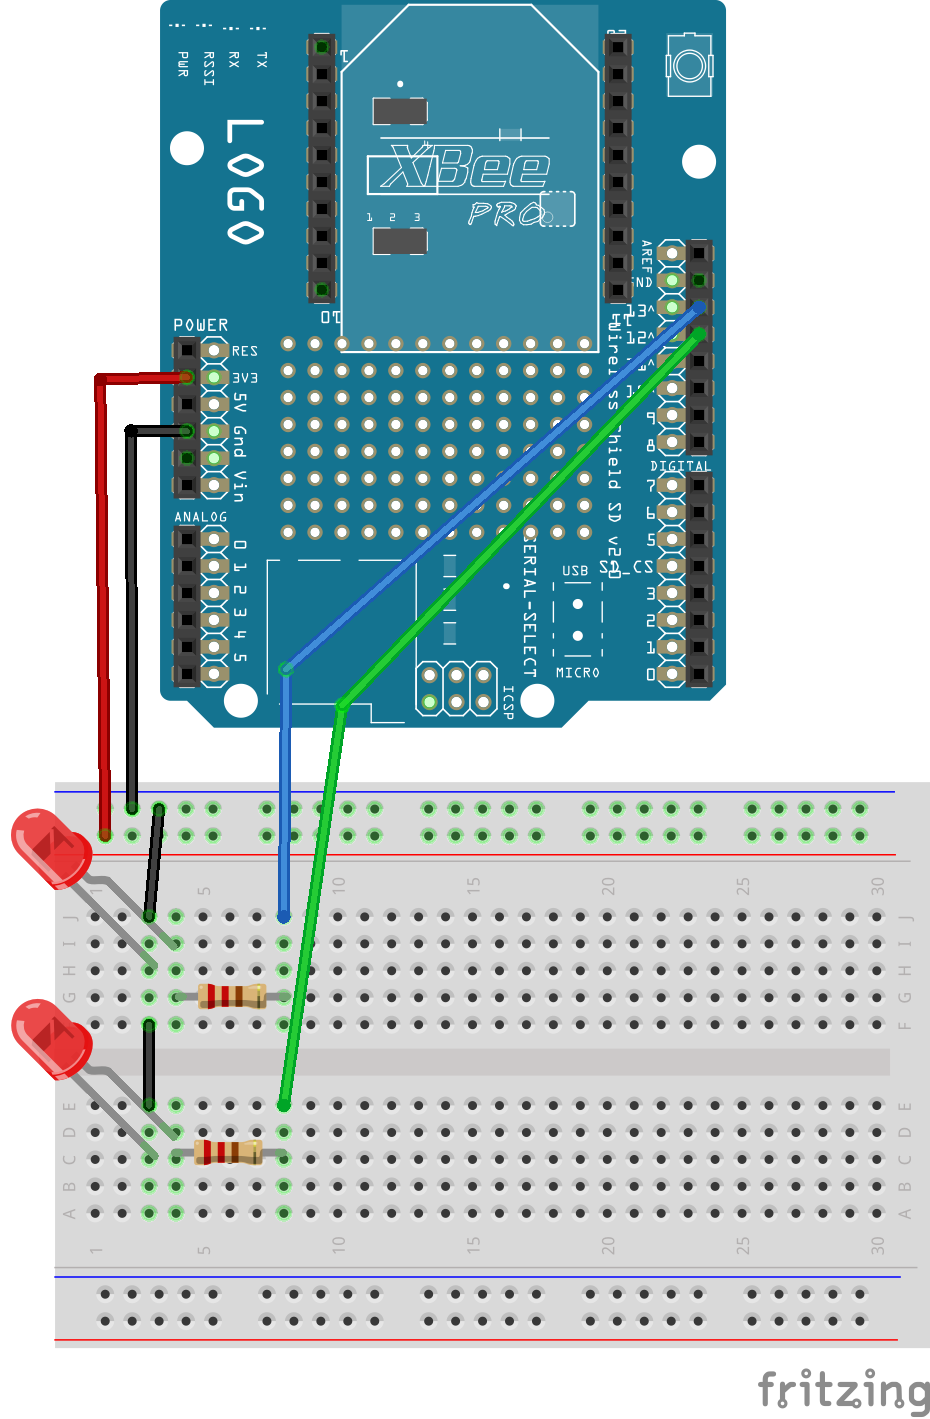 PWR
RSSI
RX
TX
LOGO
1
XBee
PRO
1 2 3
10
11
POWER
RES
3V3
5V
Gnd
Vin
ANALOG
0
1
2
3
4
5
AREF
GND
13^
12^
9
8
DIGITAL
7
6
5
SD_CS
3
2
1
0
Wireless Shield SD v5.0
SERIAL-SELECT
USB
MICRO
ICSP
1 5 10 15 20 25 30
J J
I I
H H
G G
F
E E
D D
C C
B B
A A
1 5 10 15 20 25 30
fritzing